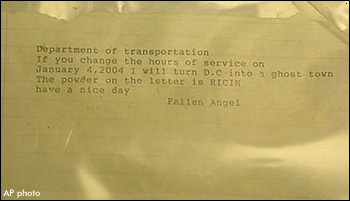 Department of transportation
If you change the hours of service on
January 4,2004 I will turn D.C into a ghost town
The powder on the letter is RICIN
have a nice day
Fallen Angel
AP photo